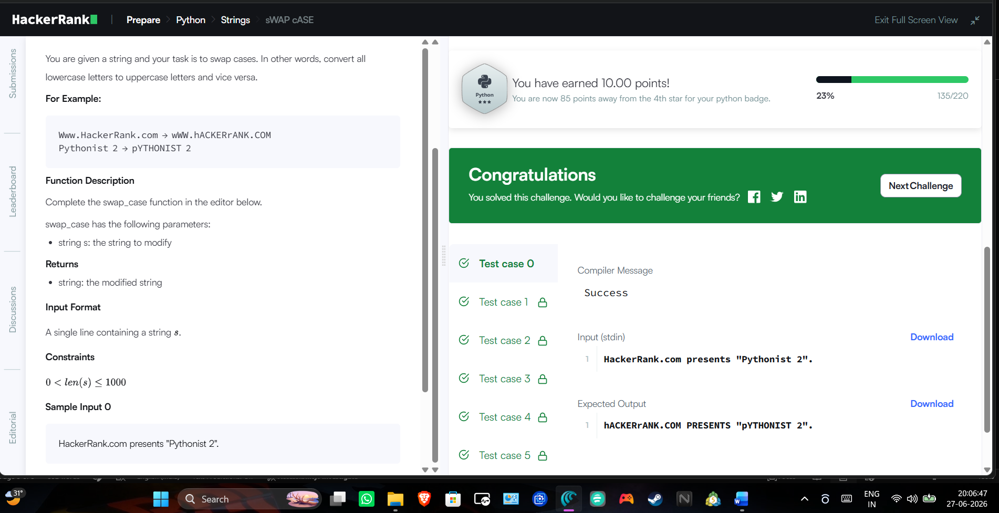 HackerRank
Prepare
Python
Strings
sWAP cASE
Exit Full Screen View
Submissions
Leaderboard
Discussions
Editorial
You are given a string and your task is to swap cases. In other words, convert all
lowercase letters to uppercase letters and vice versa.
For Example:
Www.HackerRank.com → wWW.hACKERrANK.COM
Pythonist 2 → pYTHONIST 2
Function Description
Complete the swap_case function in the editor below.
swap_case has the following parameters:
• string s: the string to modify
Returns
• string: the modified string
Input Format
A single line containing a string s.
Constraints
0 < len(s) ≤ 1000
Sample Input 0
HackerRank.com presents "Pythonist 2".
Python
You have earned 10.00 points!
You are now 85 points away from the 4th star for your python badge.
23%
135/220
Congratulations
You solved this challenge. Would you like to challenge your friends?
Next Challenge
Test case 0
Test case 1
Test case 2
Test case 3
Test case 4
Test case 5
Compiler Message
Success
Input (stdin)
Download
1 HackerRank.com presents "Pythonist 2".
Expected Output
Download
1 hACKERrANK.COM PRESENTS "pYTHONIST 2".
31°
Search
ENG
IN
20:06:47
27-06-2026